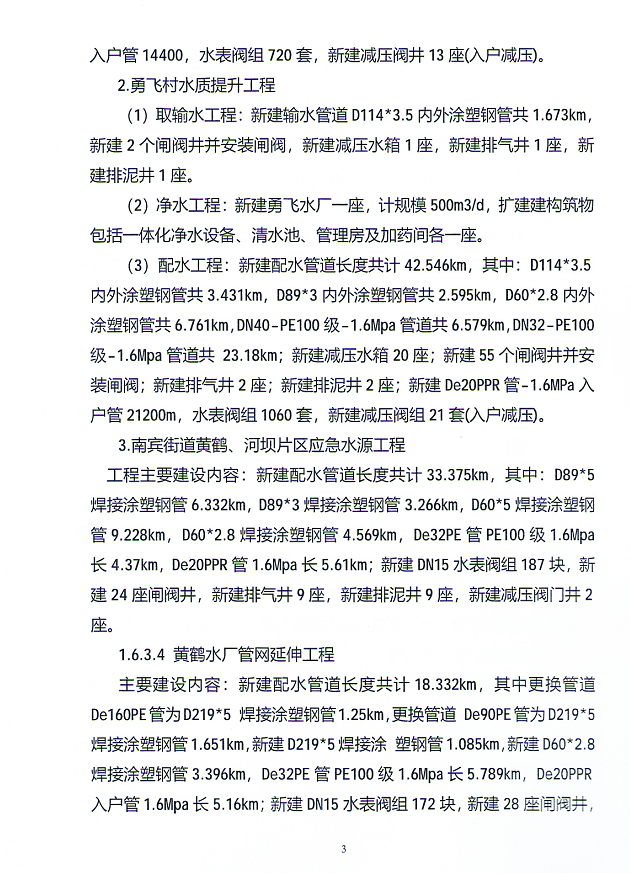 入户管 14400，水表阀组 720 套，新建减压阀井 13 座(入户减压)。
2.勇飞村水质提升工程
（1）取输水工程：新建输水管道 D114*3.5 内外涂塑钢管共 1.673km，
新建 2 个闸阀井并安装闸阀，新建减压水箱 1 座，新建排气井 1 座，新
建排泥井 1 座。
（2）净水工程：新建勇飞水厂一座，计规模 500m3/d，扩建建构筑物
包括一体化净水设备、清水池、管理房及加药间各一座。
（3）配水工程：新建配水管道长度共计 42.546km，其中：D114*3.5
内外涂塑钢管共 3.431km，D89*3 内外涂塑钢管共 2.595km，D60*2.8 内外
涂塑钢管共 6.761km，DN40-PE100 级-1.6Mpa 管道共 6.579km，DN32-PE100
级-1.6Mpa 管道共 23.18km；新建减压水箱 20 座；新建 55 个闸阀井并安
装闸阀；新建排气井 2 座；新建排泥井 2 座；新建 De20PPR 管-1.6MPa 入
户管 21200m，水表阀组 1060 套，新建减压阀组 21 套(入户减压)。
3.南宾街道黄鹤、河坝片区应急水源工程
工程主要建设内容：新建配水管道长度共计 33.375km，其中：D89*5
焊接涂塑钢管 6.332km，D89*3 焊接涂塑钢管 3.266km，D60*5 焊接涂塑钢
管 9.228km，D60*2.8 焊接涂塑钢管 4.569km，De32PE 管 PE100 级 1.6Mpa
长 4.37km，De20PPR 管 1.6Mpa 长 5.61km；新建 DN15 水表阀组 187 块，新
建 24 座闸阀井，新建排气井 9 座，新建排泥井 9 座，新建减压阀门井 2
座。
1.6.3.4 黄鹤水厂管网延伸工程
主要建设内容：新建配水管道长度共计 18.332km，其中更换管道
De160PE 管为 D219*5 焊接涂塑钢管 1.25km，更换管道 De90PE 管为 D219*5
焊接涂塑钢管 1.651km，新建 D219*5 焊接涂 塑钢管 1.085km，新建 D60*2.8
焊接涂塑钢管 3.396km，De32PE 管 PE100 级 1.6Mpa 长 5.789km，De20PPR
入户管 1.6Mpa 长 5.16km；新建 DN15 水表阀组 172 块，新建 28 座闸阀井，
3